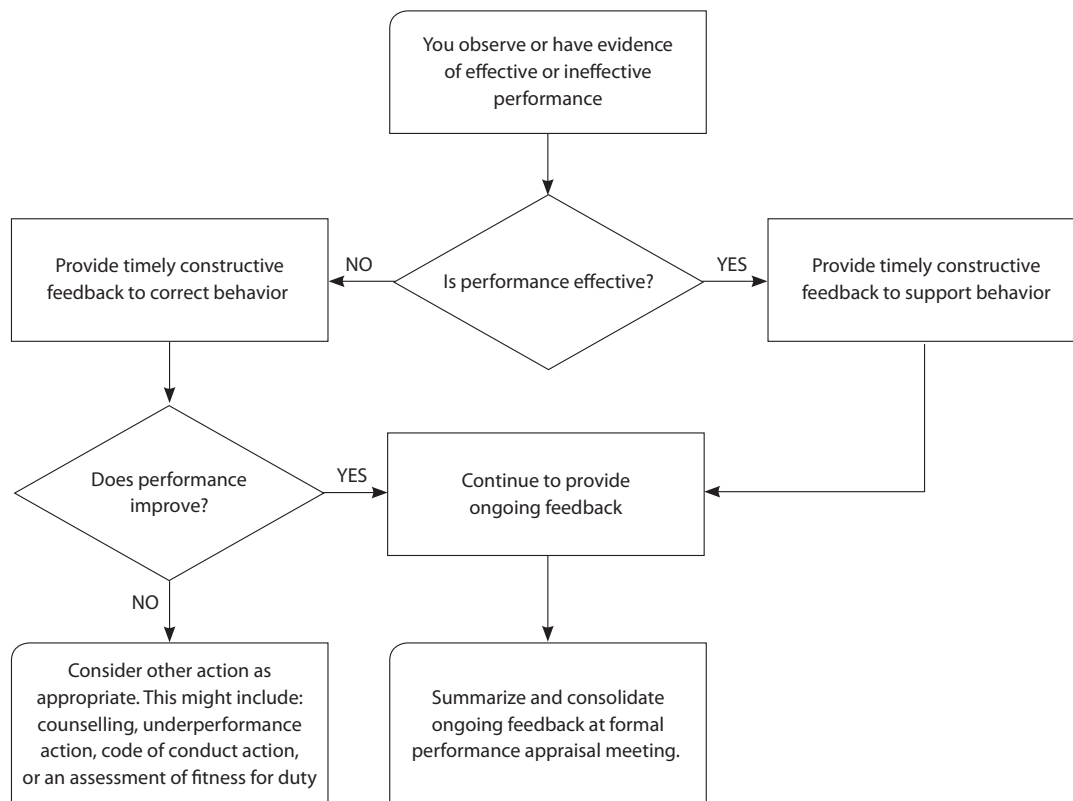 You observe or have evidence
of effective or ineffective
performance
Provide timely constructive
feedback to correct behavior
NO
Is performance effective?
YES
Provide timely constructive
feedback to support behavior
Does performance
improve?
YES
Continue to provide
ongoing feedback
NO
Consider other action as
appropriate. This might include:
counselling, underperformance
action, code of conduct action,
or an assessment of fitness for duty
Summarize and consolidate
ongoing feedback at formal
performance appraisal meeting.